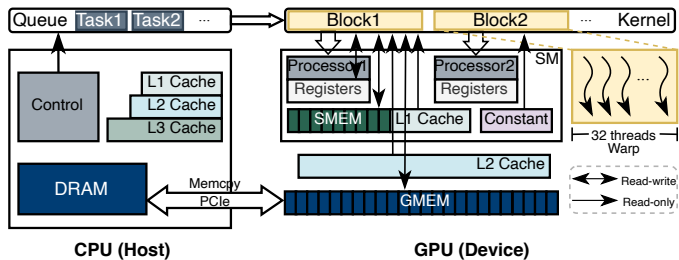 Queue Task1 Task2 ...
Block1 Block2 ... Kernel
Control
L1 Cache
L2 Cache
L3 Cache
DRAM
Memcpy
PCIe
Processor1
Registers
Processor2
Registers
SM
SMEM
L1 Cache
Constant
L2 Cache
GMEM
...
32 threads
Warp
Read-write
Read-only
CPU (Host)
GPU (Device)